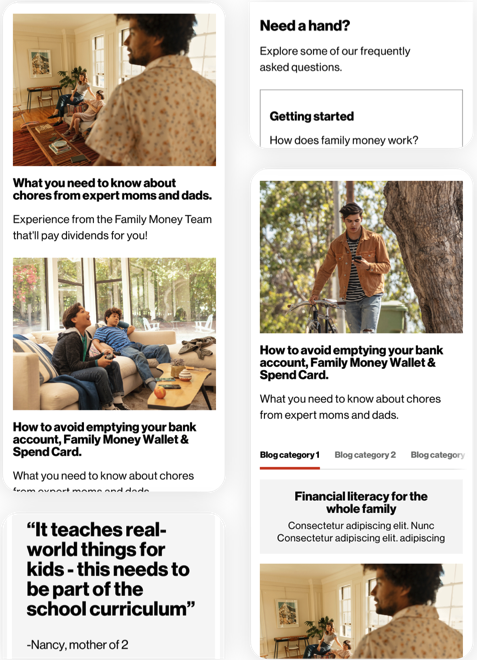 What you need to know about
chores from expert moms and dads.
Experience from the Family Money Team
that'll pay dividends for you!
How to avoid emptying your bank
account, Family Money Wallet &
Spend Card.
What you need to know about chores
from expert moms and dads.
“It teaches real-
world things for
kids - this needs to
be part of the
school curriculum”
-Nancy, mother of 2
Need a hand?
Explore some of our frequently
asked questions.
Getting started
How does family money work?
How to avoid emptying your bank
account, Family Money Wallet &
Spend Card.
What you need to know about chores
from expert moms and dads.
Blog category 1 Blog category 2 Blog category
Financial literacy for the
whole family
Consectetur adipiscing elit. Nunc
Consectetur adipiscing elit. adipiscing